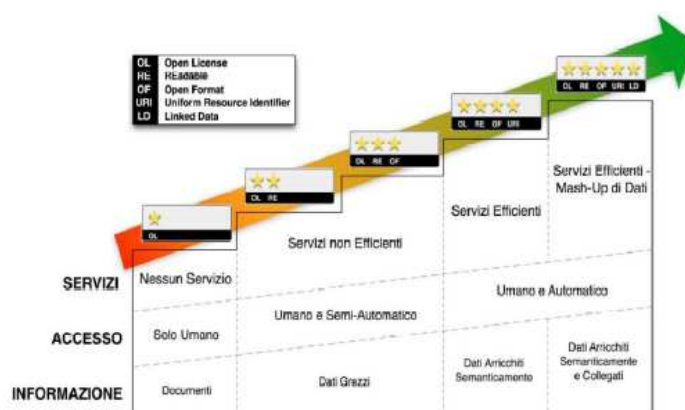 OL Open License
RE REadable
OF Open Format
URI Uniform Resource Identifier
LD Linked Data
OL RE OF URI LD
OL RE OF URI
OL RE OF
OL RE
OL
Servizi Efficienti -
Mash-Up di Dati
Servizi Efficienti
Servizi non Efficienti
SERVIZI
Nessun Servizio
Umano e Automatico
Umano e Semi-Automatico
ACCESSO
Solo Umano
Dati Arricchiti
Semanticamente
e Collegati
Dati Arricchiti
Semanticamente
Dati Grezzi
INFORMAZIONE
Documenti